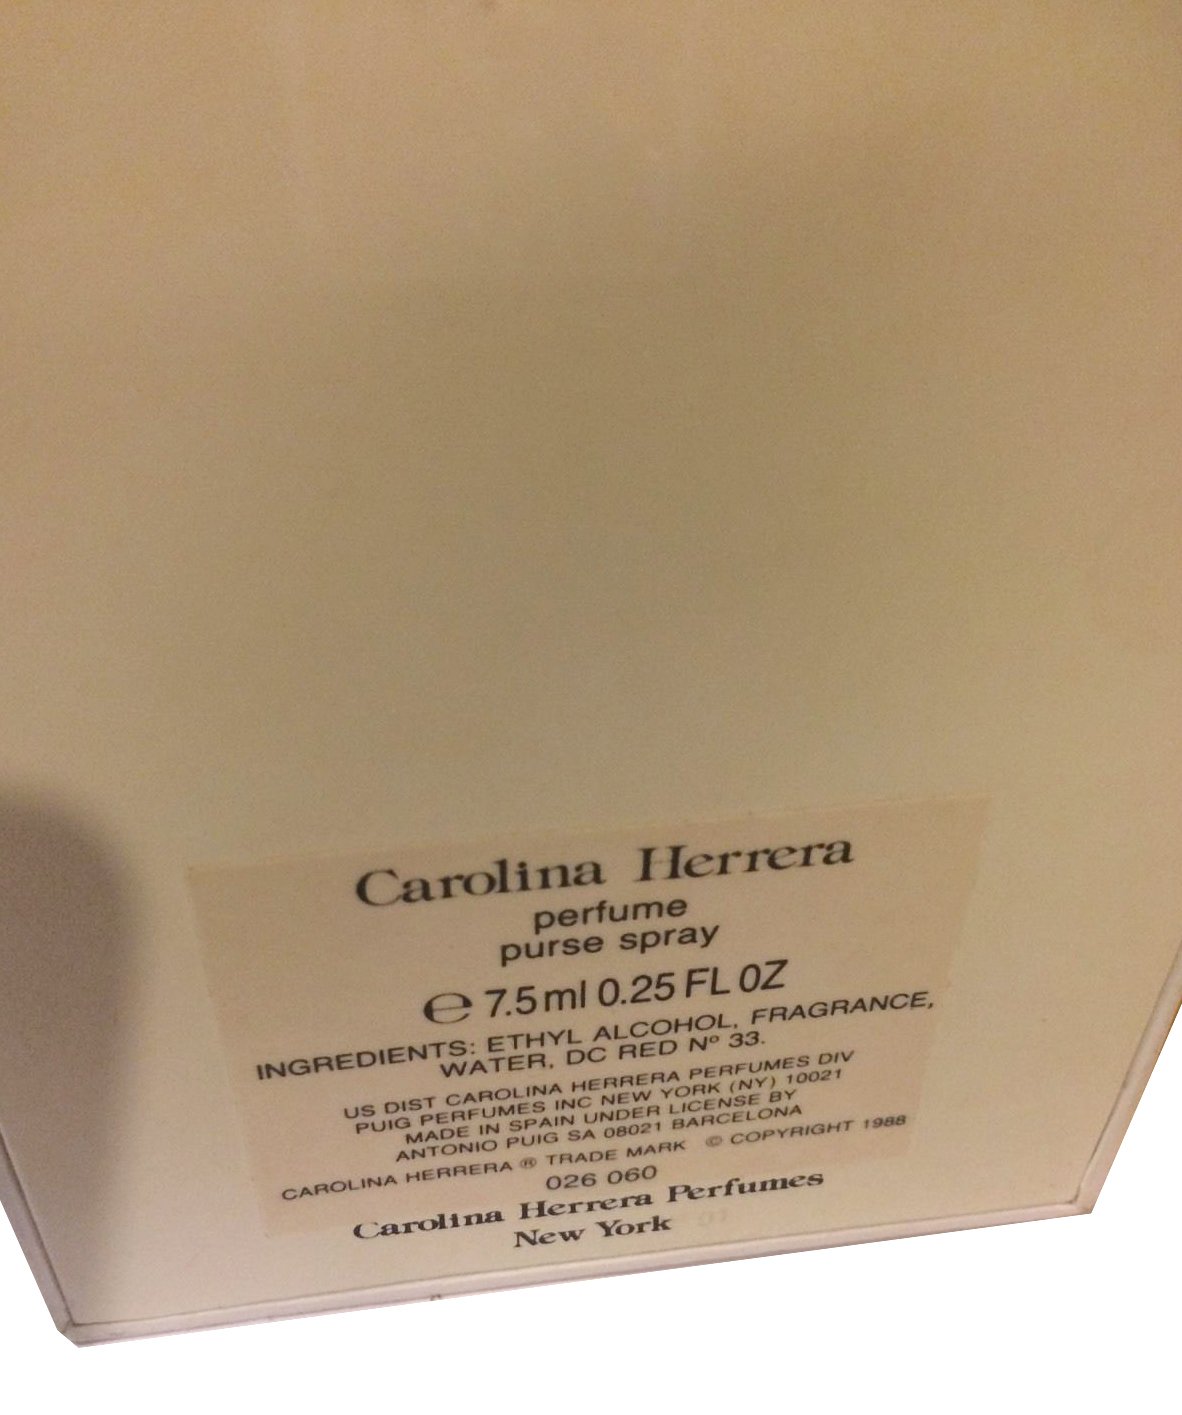 Carolina Herrera
perfume
purse spray
℮ 7.5ml 0.25 FL OZ
INGREDIENTS: ETHYL ALCOHOL, FRAGRANCE,
WATER, DC RED Nº 33.
US DIST CAROLINA HERRERA PERFUMES DIV
PUIG PERFUMES INC NEW YORK (NY) 10021
MADE IN SPAIN UNDER LICENSE BY
ANTONIO PUIG SA 08021 BARCELONA
CAROLINA HERRERA ® TRADE MARK © COPYRIGHT 1988
026 060
Carolina Herrera Perfumes
New York